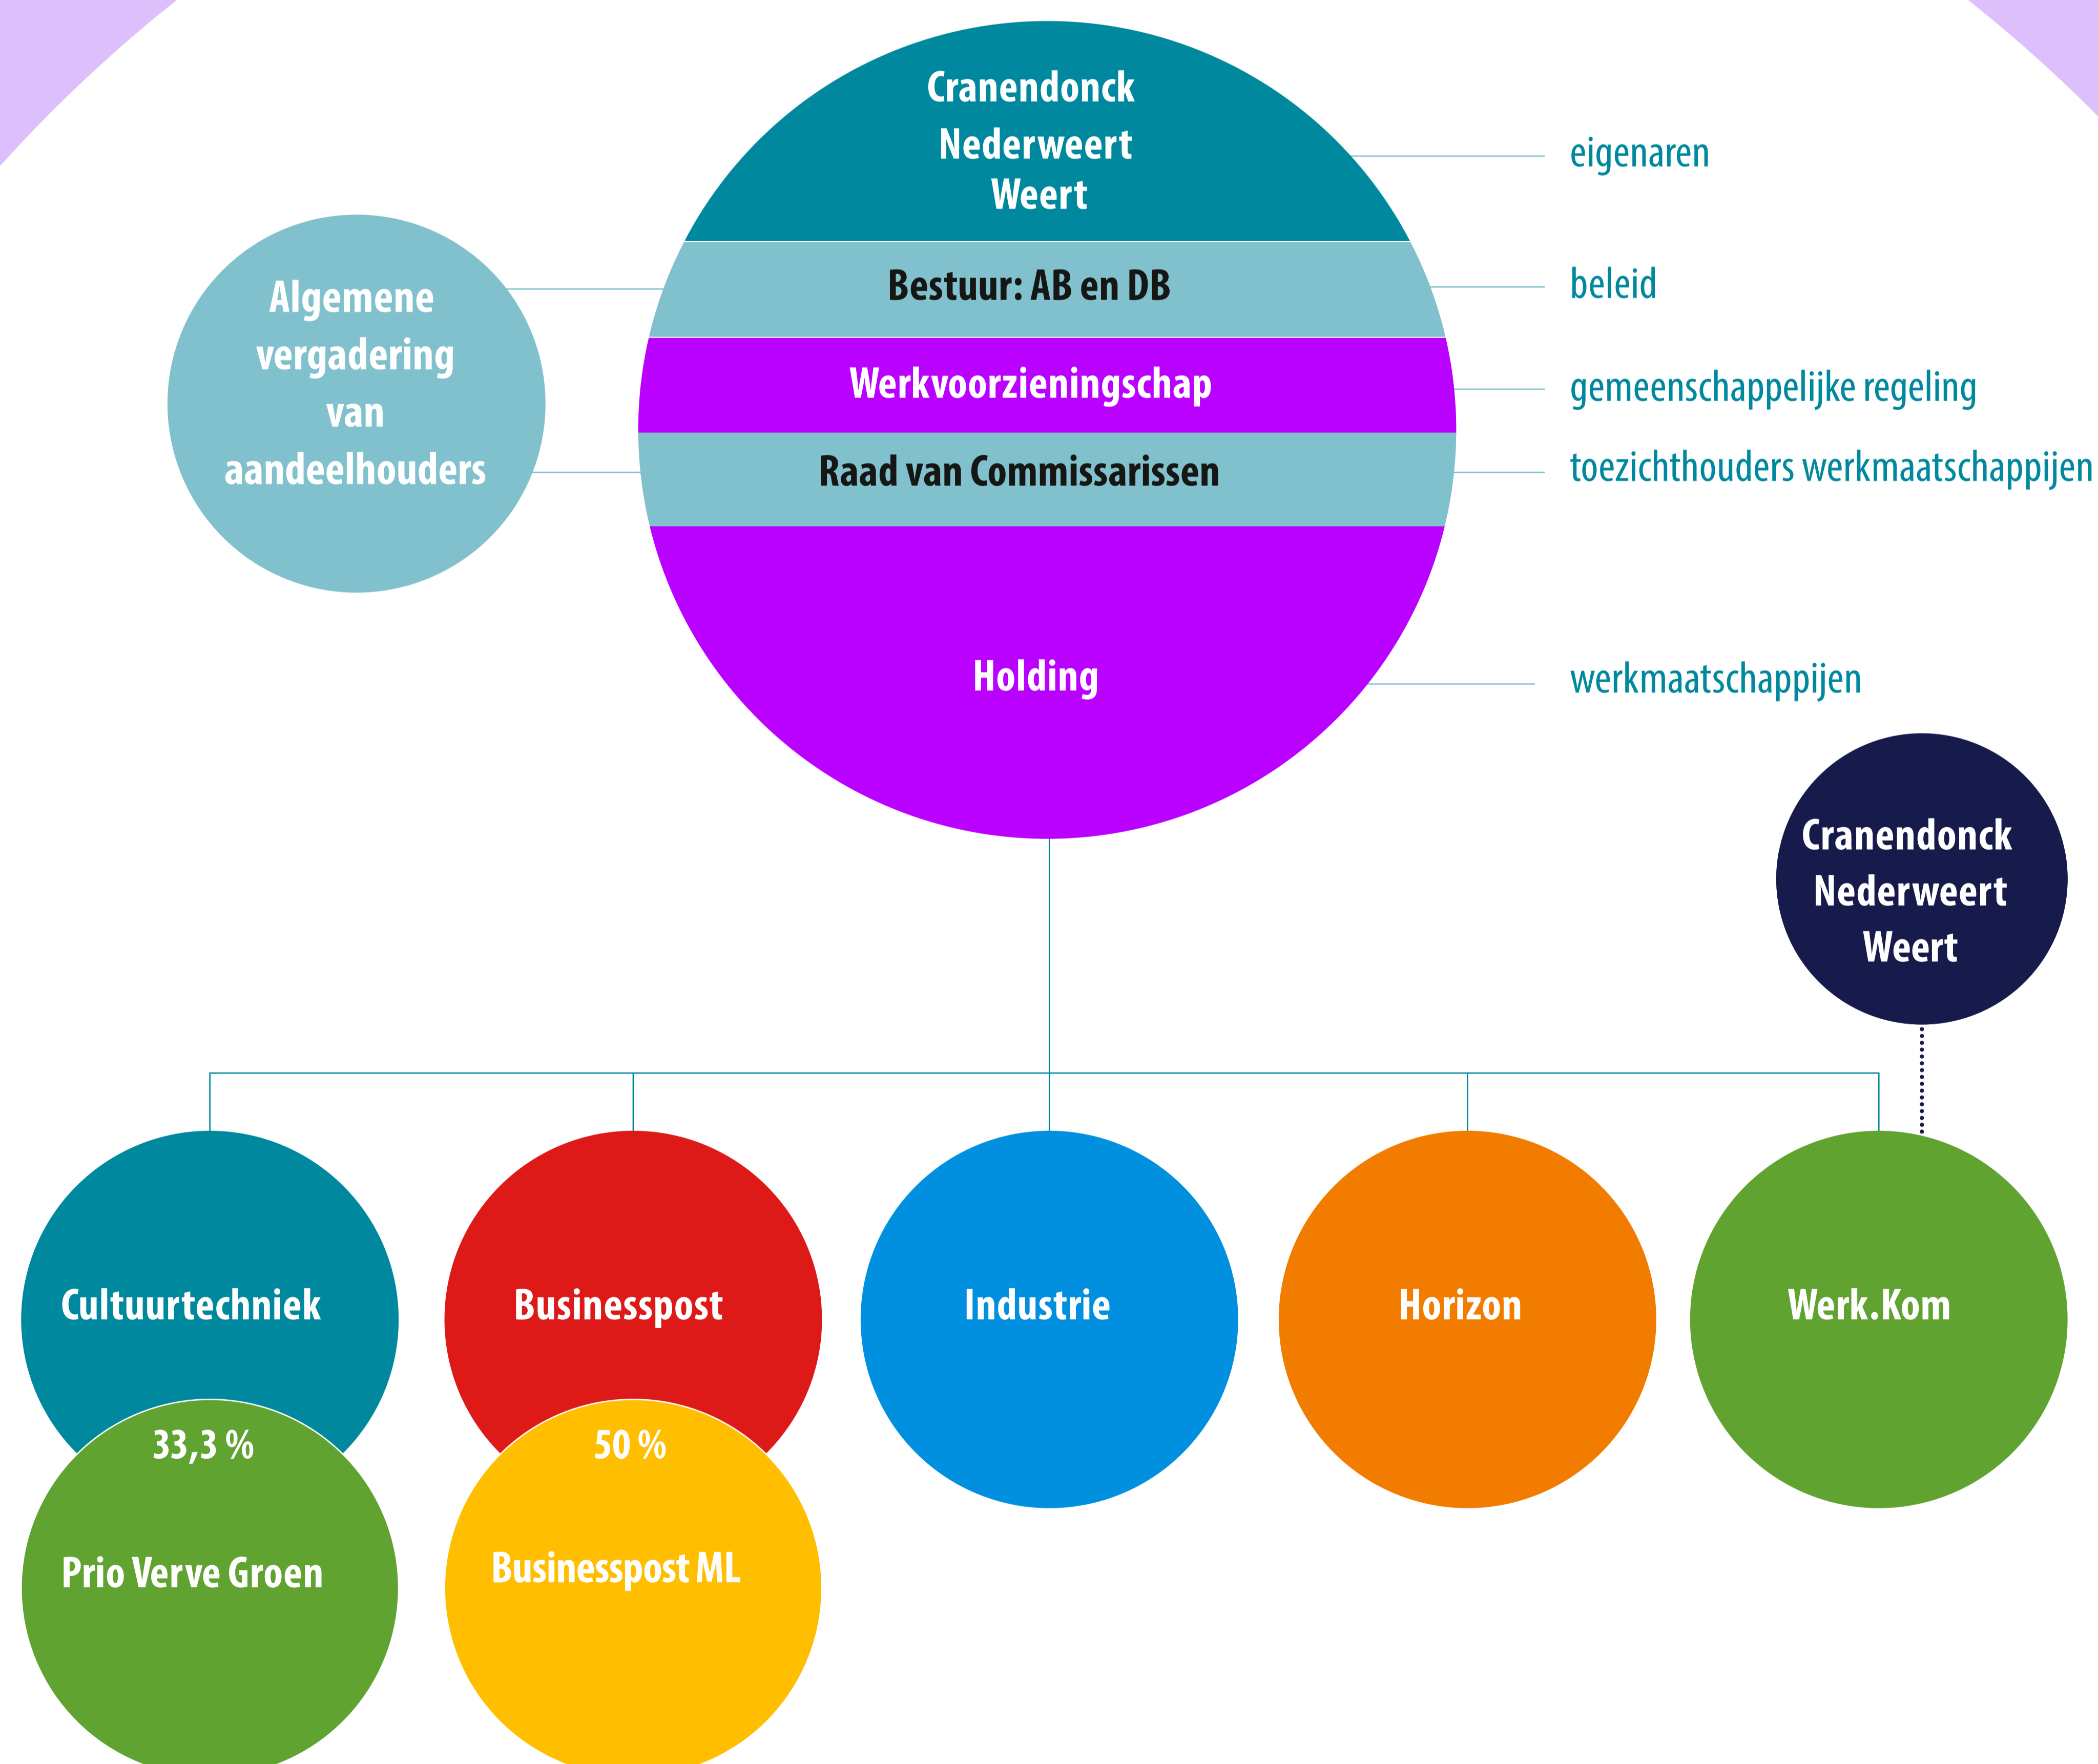 Cranendonck
Nederweert
Weert
eigenaren
Bestuur: AB en DB
beleid
Algemene
vergadering
van
aandeelhouders
Werkvoorzieningschap
gemeenschappelijke regeling
Raad van Commissarissen
toezichthouders werkmaatschappijen
Holding
werkmaatschappijen
Cranendonck
Nederweert
Weert
Cultuurtechniek
Businesspost
Industrie
Horizon
Werk.Kom
33,3 %
50 %
Prio Verve Groen
Businesspost ML